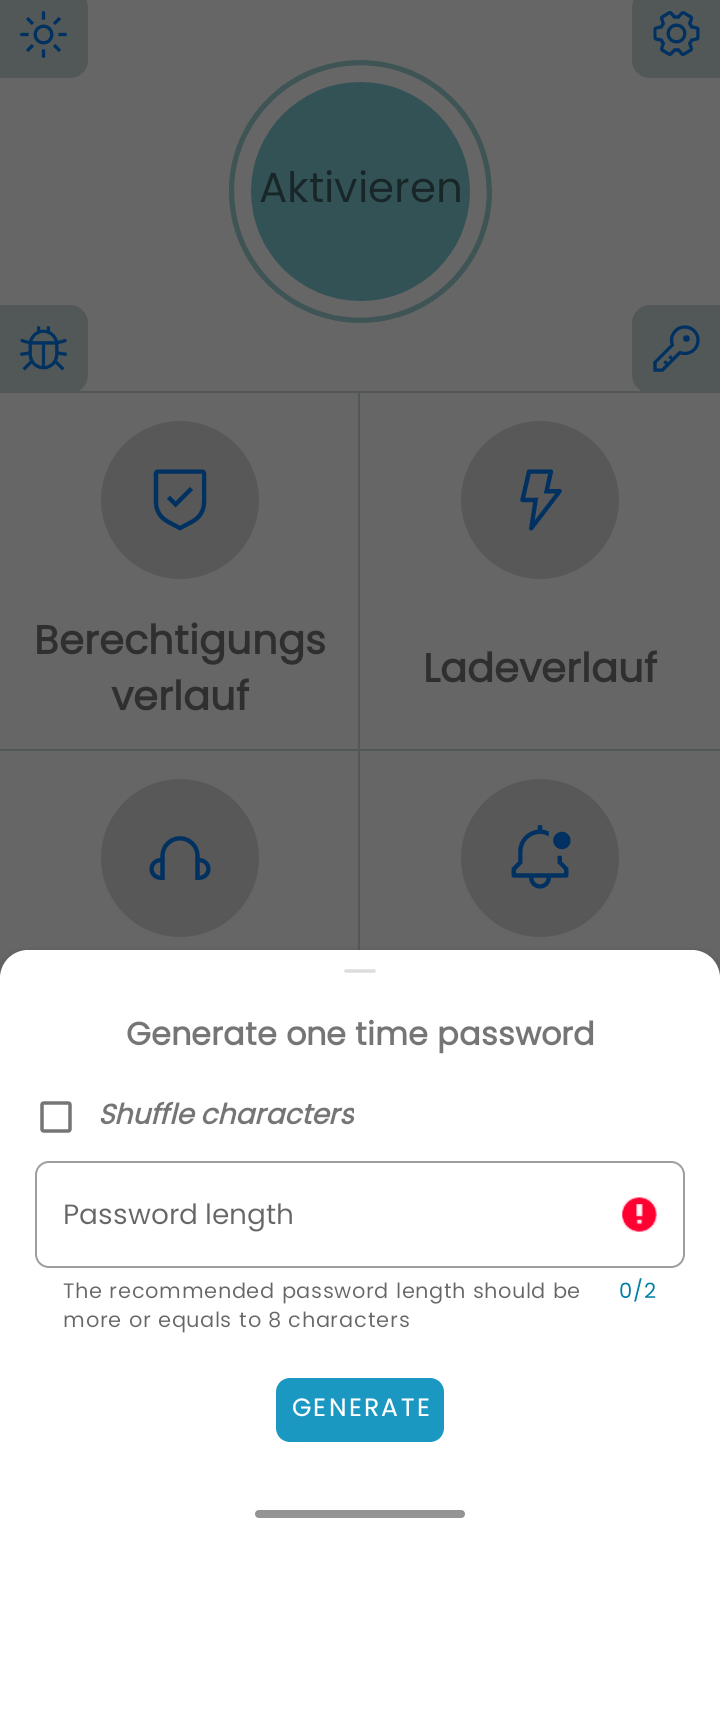 Aktivieren
Berechtigungs
verlauf
Ladeverlauf
Generate one time password
Shuffle characters
Password length
The recommended password length should be
more or equals to 8 characters
0/2
GENERATE